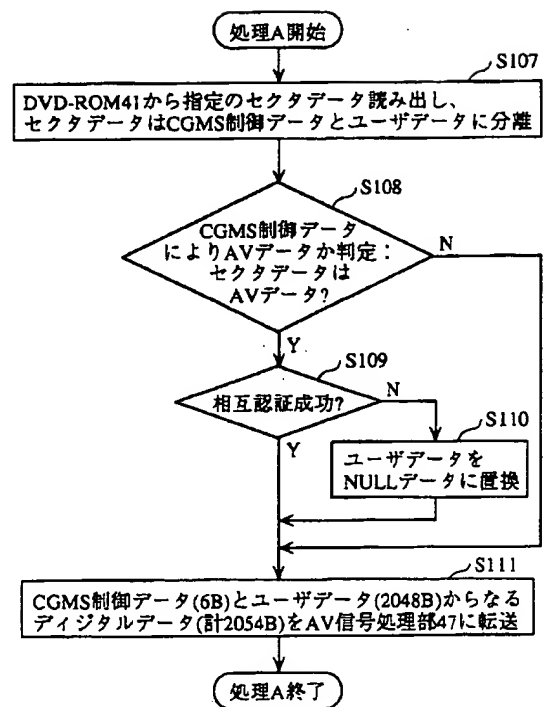 処理A開始
S107
DVD-ROM41から指定のセクタデータ読み出し、
セクタデータはCGMS制御データとユーザデータに分離
S108
CGMS制御データ
によりAVデータか判定：
セクタデータは
AVデータ?
N
Y
S109
相互認証成功?
N
Y
S110
ユーザデータを
NULLデータに置換
S111
CGMS制御データ(6B)とユーザデータ(2048B)からなる
ディジタルデータ(計2054B)をAV信号処理部47に転送
処理A終了